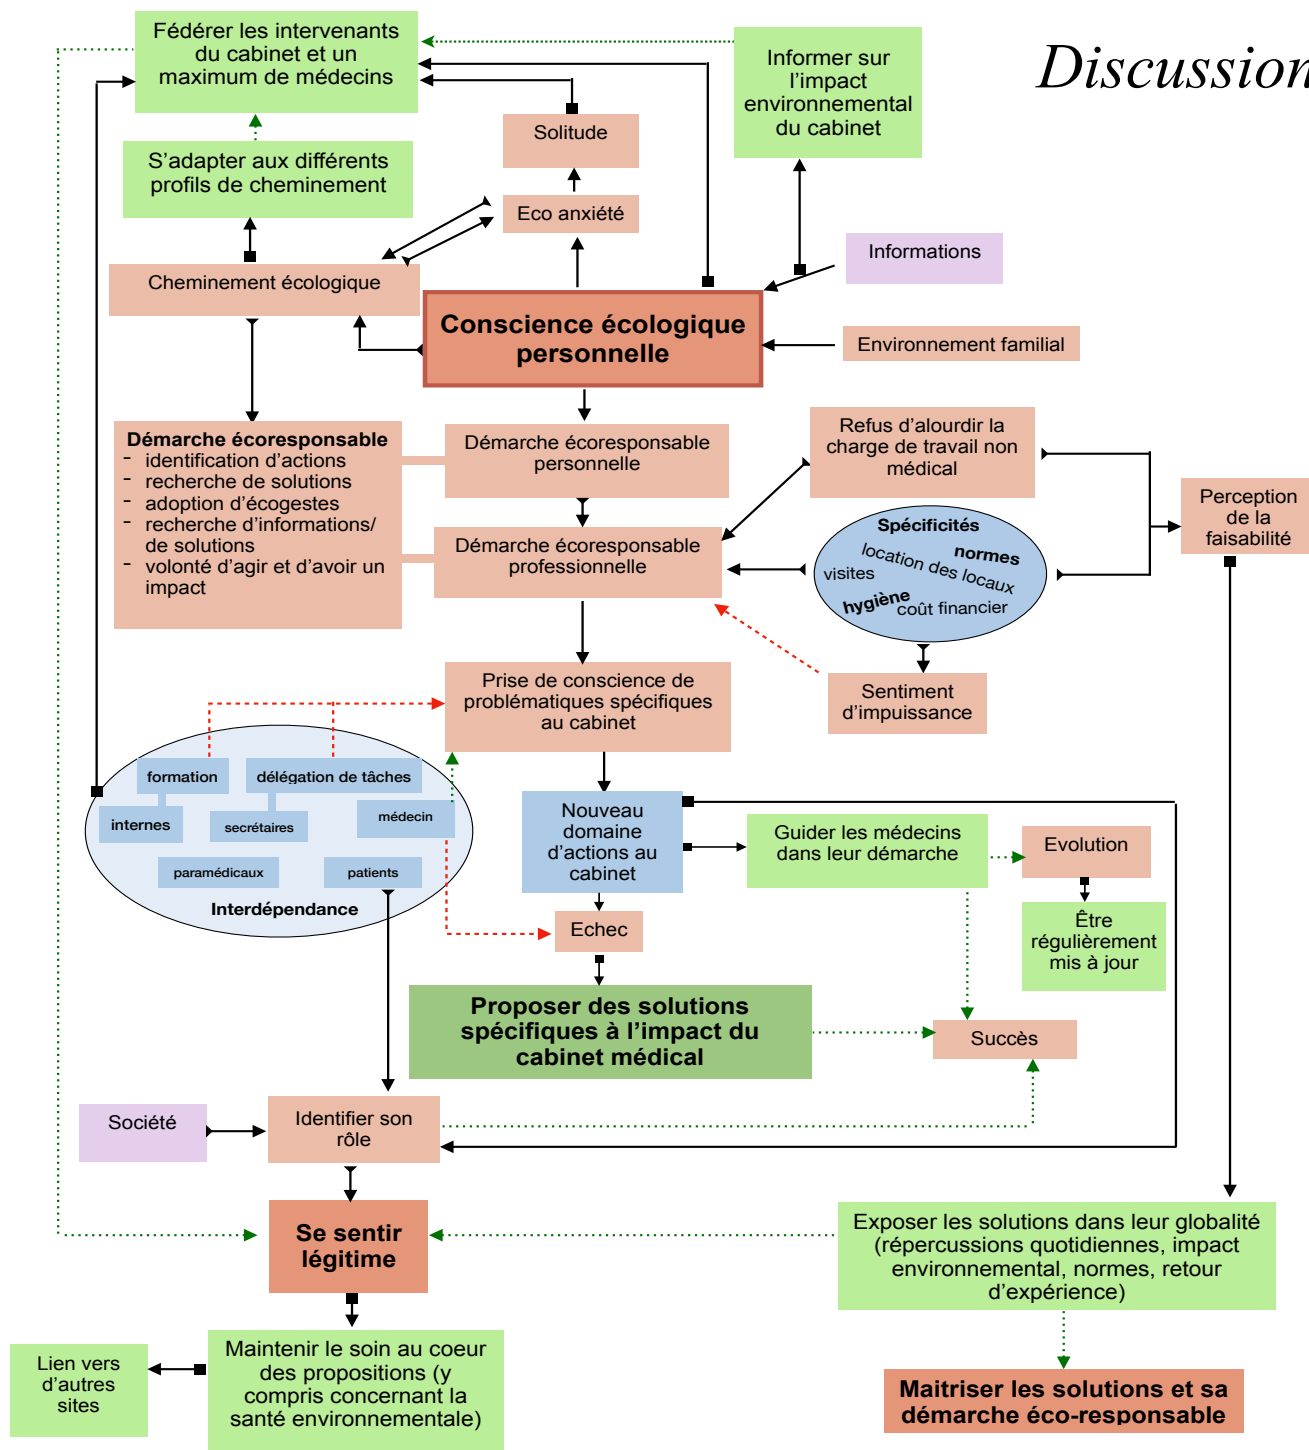 Discussion
Fédérer les intervenants
du cabinet et un
maximum de médecins
Informer sur
l’impact
environnemental
du cabinet
Solitude
S’adapter aux différents
profils de cheminement
Eco anxiété
Informations
Cheminement écologique
Conscience écologique
personnelle
Environnement familial
Démarche écoresponsable
- identification d’actions
- recherche de solutions
- adoption d’écogestes
- recherche d’informations/
de solutions
- volonté d’agir et d’avoir un
impact
Démarche écoresponsable
personnelle
Refus d’alourdir la
charge de travail non
médical
Perception
de la
faisabilité
Démarche écoresponsable
professionnelle
Spécificités
normes
location des locaux
visites
hygiène
coût financier
Prise de conscience de
problématiques spécifiques
au cabinet
Sentiment
d’impuissance
formation
délégation de tâches
internes
secrétaires
médecin
paramédicaux
patients
Interdépendance
Nouveau
domaine
d’actions au
cabinet
Guider les médecins
dans leur démarche
Evolution
Echec
Être
régulièrement
mis à jour
Proposer des solutions
spécifiques à l’impact du
cabinet médical
Succès
Société
Identifier son
rôle
Se sentir
légitime
Exposer les solutions dans leur globalité
(répercussions quotidiennes, impact
environnemental, normes, retour
d’expérience)
Lien vers
d’autres
sites
Maintenir le soin au coeur
des propositions (y
compris concernant la
santé environnementale)
Maitriser les solutions et sa
démarche éco-responsable